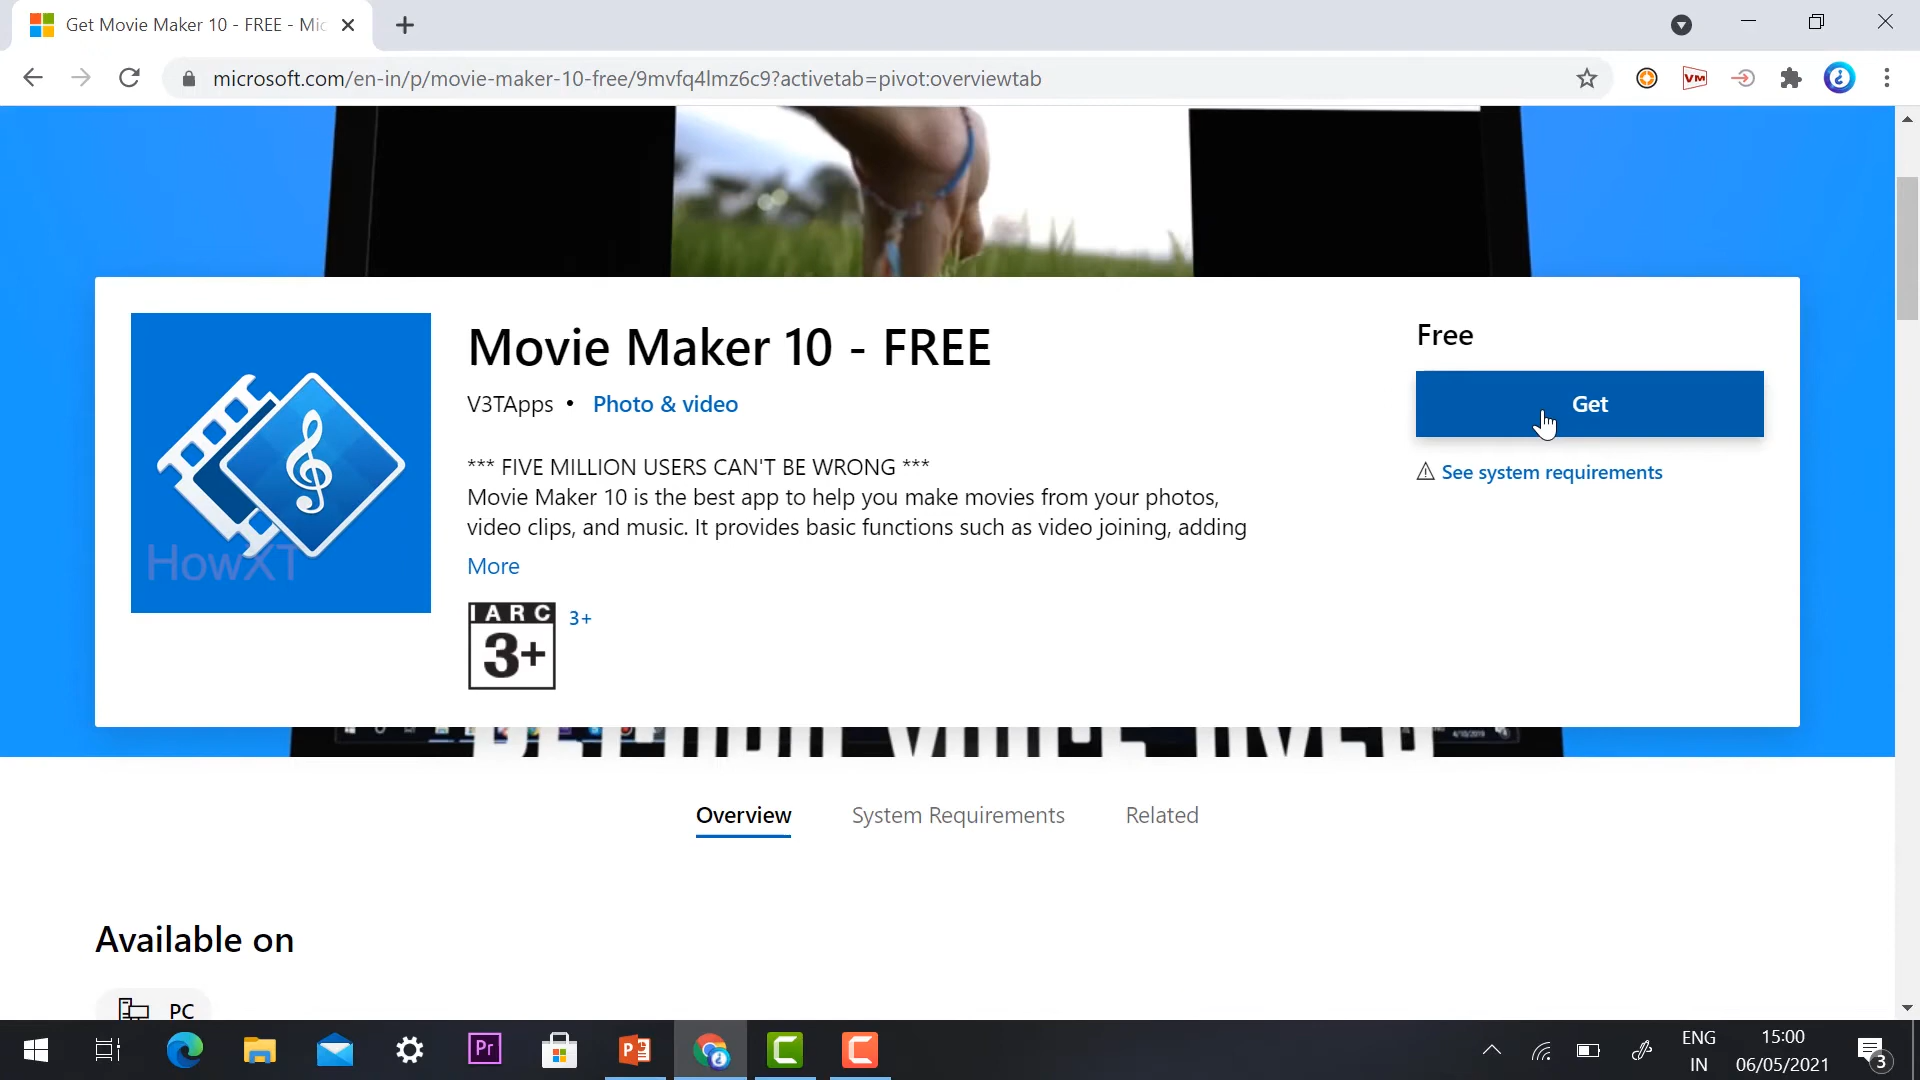 Get Movie Maker 10 - FREE - Mic
microsoft.com/en-in/p/movie-maker-10-free/9mvfq4lmz6c9?activetab=pivot:overviewtab
VM
Movie Maker 10 - FREE
V3TApps • Photo & video
*** FIVE MILLION USERS CAN'T BE WRONG ***
Movie Maker 10 is the best app to help you make movies from your photos,
video clips, and music. It provides basic functions such as video joining, adding
More
HowXT
IARC
3+
3+
Free
Get
See system requirements
Overview System Requirements Related
Available on
PC
Pr
ENG
IN
15:00
06/05/2021
3